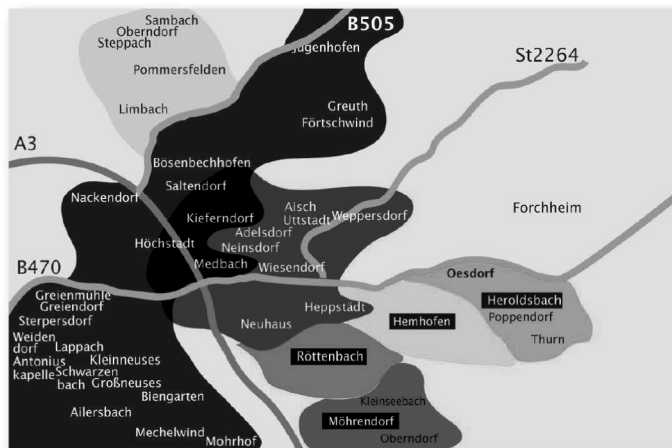 Sambach
Oberndorf
Steppach
B505
Jugenhofen
St2264
Pommersfelden
Limbach
Greuth
Förtschwind
A3
Bösenbechhofen
Saltendorf
Nackendorf
Kieferndorf
Aisch
Uttstadt
Weppersdorf
Forchheim
Adelsdorf
Höchstadt
Neinsdorf
Medbach
Wiesendorf
B470
Oesdorf
Greienmühle
Greiendorf
Heppstädt
Heroldsbach
Sterpersdorf
Neuhaus
Hemhofen
Poppendorf
Weiden
dorf
Lappach
Thurn
Antonius
kapelle
Kleinneuses
Röttenbach
Schwarzen
bach
Großneuses
Biengarten
Kleinseebach
Ailersbach
Möhrendorf
Mechelwind
Mohrhof
Oberndorf